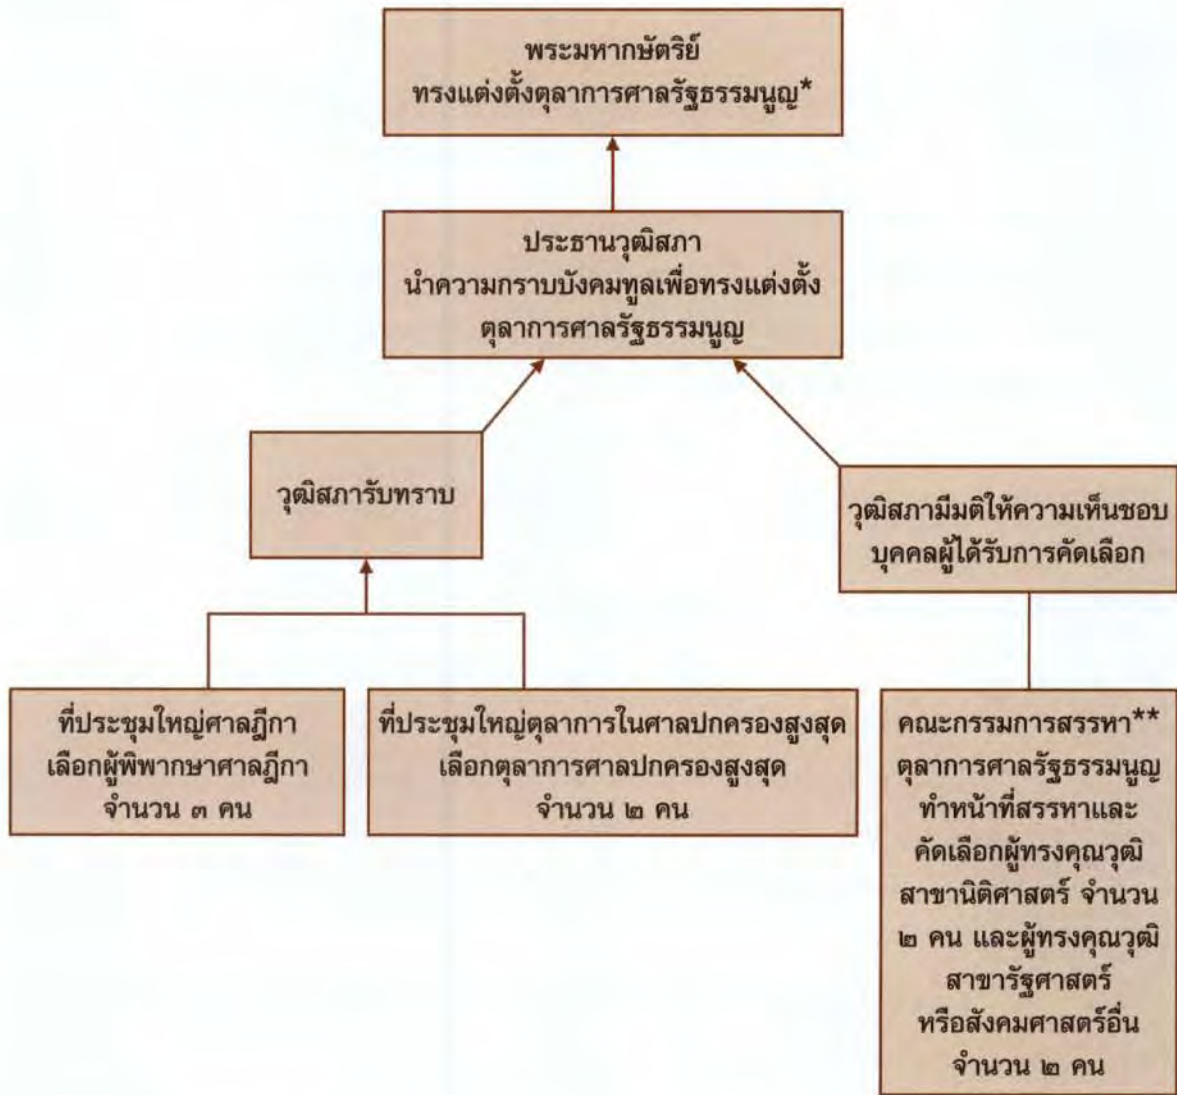 พระมหากษัตริย์
ทรงแต่งตั้งตุลาการศาลรัฐธรรมนูญ*
ประธานวุฒิสภา
นำความกราบบังคมทูลเพื่อทรงแต่งตั้ง
ตุลาการศาลรัฐธรรมนูญ
วุฒิสภารับทราบ
วุฒิสภามีมติให้ความเห็นชอบ
บุคคลผู้ได้รับการคัดเลือก
ที่ประชุมใหญ่ศาลฎีกา
เลือกผู้พิพากษาศาลฎีกา
จำนวน ๓ คน
ที่ประชุมใหญ่ตุลาการในศาลปกครองสูงสุด
เลือกตุลาการศาลปกครองสูงสุด
จำนวน ๒ คน
คณะกรรมการสรรหา**
ตุลาการศาลรัฐธรรมนูญ
ทำหน้าที่สรรหาและ
คัดเลือกผู้ทรงคุณวุฒิ
สาขานิติศาสตร์ จำนวน
๒ คน และผู้ทรงคุณวุฒิ
สาขารัฐศาสตร์
หรือสังคมศาสตร์อื่น
จำนวน ๒ คน